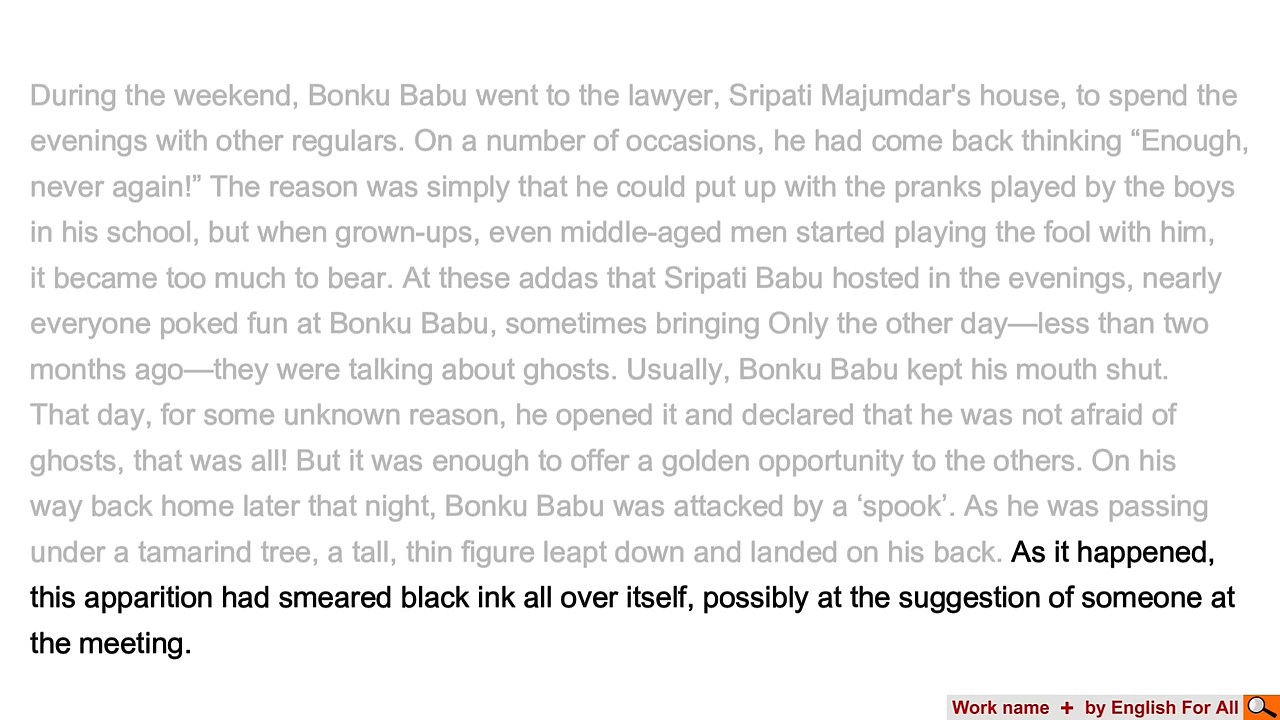 During the weekend, Bonku Babu went to the lawyer, Sripati Majumdar's house, to spend the
evenings with other regulars. On a number of occasions, he had come back thinking “Enough,
never again!” The reason was simply that he could put up with the pranks played by the boys
in his school, but when grown-ups, even middle-aged men started playing the fool with him,
it became too much to bear. At these addas that Sripati Babu hosted in the evenings, nearly
everyone poked fun at Bonku Babu, sometimes bringing Only the other day—less than two
months ago—they were talking about ghosts. Usually, Bonku Babu kept his mouth shut.
That day, for some unknown reason, he opened it and declared that he was not afraid of
ghosts, that was all! But it was enough to offer a golden opportunity to the others. On his
way back home later that night, Bonku Babu was attacked by a ‘spook’. As he was passing
under a tamarind tree, a tall, thin figure leapt down and landed on his back. As it happened,
this apparition had smeared black ink all over itself, possibly at the suggestion of someone at
the meeting.
Work name + by English For All